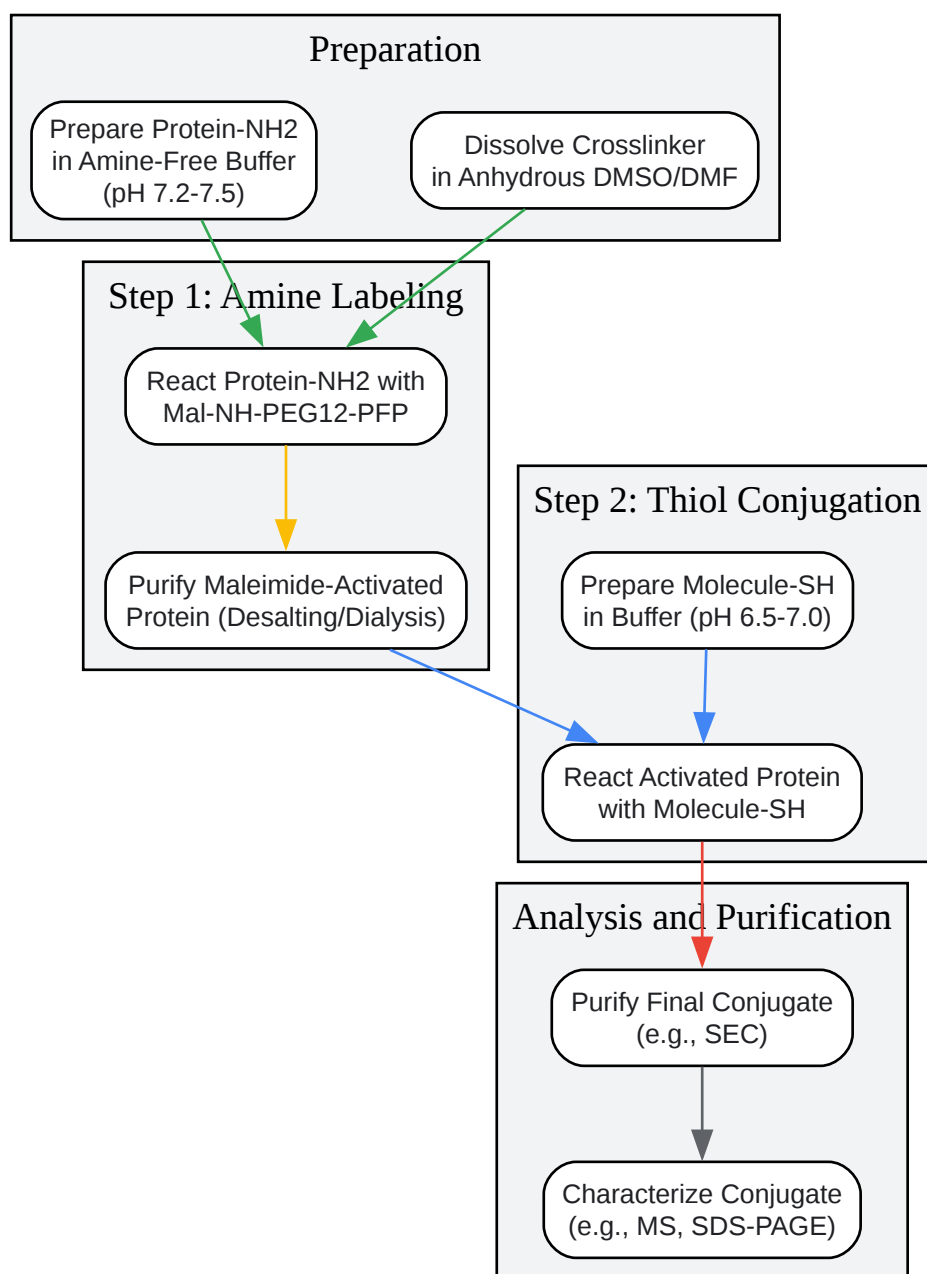 Preparation
Prepare Protein-NH2
in Amine-Free Buffer
(pH 7.2-7.5)
Dissolve Crosslinker
in Anhydrous DMSO/DMF
Step 1: Amine Labeling
React Protein-NH2 with
Mal-NH-PEG12-PFP
Purify Maleimide-Activated
Protein (Desalting/Dialysis)
Step 2: Thiol Conjugation
Prepare Molecule-SH
in Buffer (pH 6.5-7.0)
React Activated Protein
with Molecule-SH
Analysis and Purification
Purify Final Conjugate
(e.g., SEC)
Characterize Conjugate
(e.g., MS, SDS-PAGE)